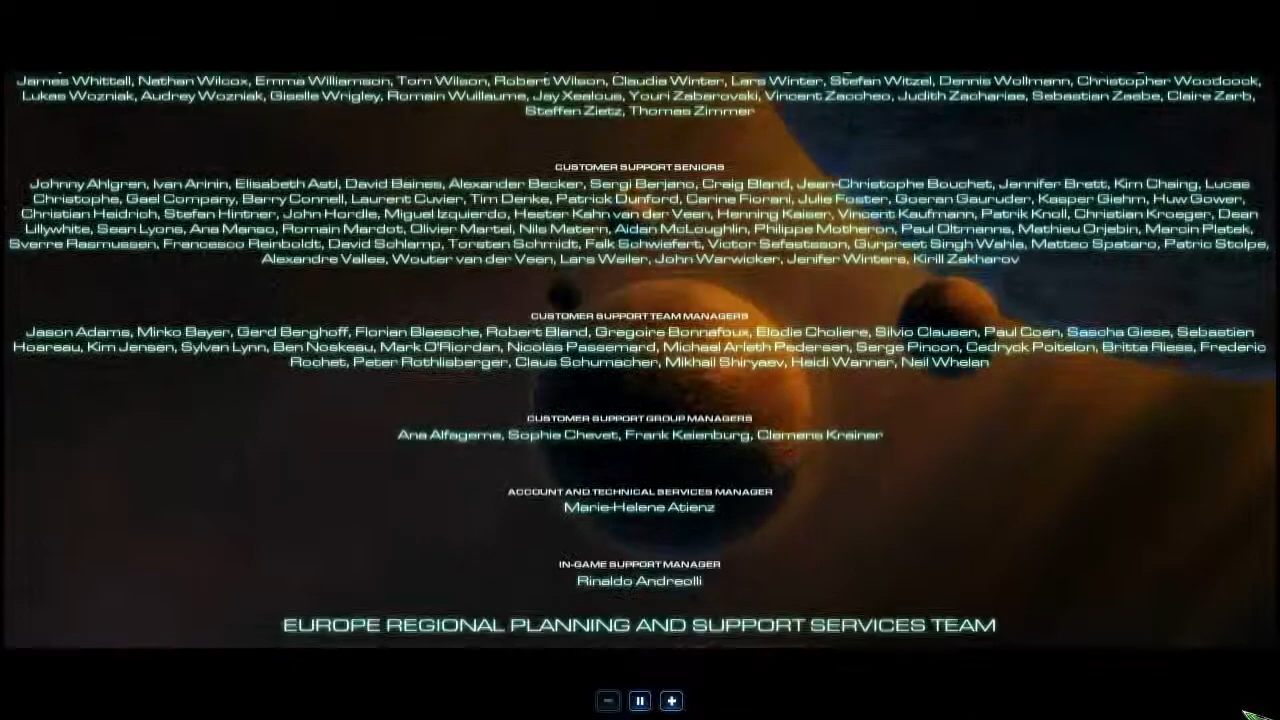 James Whittall, Nathan Wilcox, Emma Williamson, Tom Wilson, Robert Wilson, Claudia Winter, Lars Winter, Stefan Witzel, Dennis Wollmann, Christopher Woodcock,
Lukas Wozniak, Audrey Wozniak, Giselle Wrigley, Romain Wuillaume, Jay Xealous, Youri Zabarovski, Vincent Zaccheo, Judith Zachariae, Sebastian Zaebe, Claire Zarb,
Steffen Zietz, Thomas Zimmer
CUSTOMER SUPPORT SENIORS
Johnny Ahlgren, Ivan Arinin, Elisabeth Astl, David Baines, Alexander Becker, Sergi Berjano, Craig Bland, Jean-Christophe Bouchet, Jennifer Brett, Kim Chaing, Lucas
Christophe, Gael Company, Barry Connell, Laurent Cuvier, Tim Denke, Patrick Dunford, Carine Fiorani, Julie Foster, Goeran Gauruder, Kasper Giehm, Huw Gower,
Christian Heidrich, Stefan Hintner, John Hordle, Miguel Izquierdo, Hester Kahn van der Veen, Henning Kaiser, Vincent Kaufmann, Patrik Knoll, Christian Kroeger, Dean
Lillywhite, Sean Lyons, Ana Manso, Romain Mardot, Olivier Martel, Nils Matern, Aidan McLoughlin, Philippe Motheron, Paul Oltmanns, Mathieu Orjebin, Marcin Platek,
Sverre Rasmussen, Francesco Reinboldt, David Schlamp, Torsten Schmidt, Falk Schwiefert, Victor Sefastsson, Gurpreet Singh Wahla, Matteo Spataro, Patric Stolpe,
Alexandre Valles, Wouter van der Veen, Lars Weiler, John Warwicker, Jenifer Winters, Kirill Zakharov
CUSTOMER SUPPORT TEAM MANAGERS
Jason Adams, Mirko Bayer, Gerd Berghoff, Florian Blaesche, Robert Bland, Gregoire Bonnafoux, Elodie Choliere, Silvio Clausen, Paul Coan, Sascha Giese, Sebastien
Hoareau, Kim Jensen, Sylvan Lynn, Ben Noskeau, Mark O'Riordan, Nicolas Passemard, Michael Arleth Pedersen, Serge Pincon, Cedryck Poitelon, Britta Riess, Frederic
Rochet, Peter Rothlisberger, Claus Schumacher, Mikhail Shiryaev, Heidi Wanner, Neil Whelan
CUSTOMER SUPPORT GROUP MANAGERS
Ana Alfageme, Sophie Chevet, Frank Keienburg, Clemens Krainer
ACCOUNT AND TECHNICAL SERVICES MANAGER
Marie-Helene Atienz
IN-GAME SUPPORT MANAGER
Rinaldo Andreolli
EUROPE REGIONAL PLANNING AND SUPPORT SERVICES TEAM